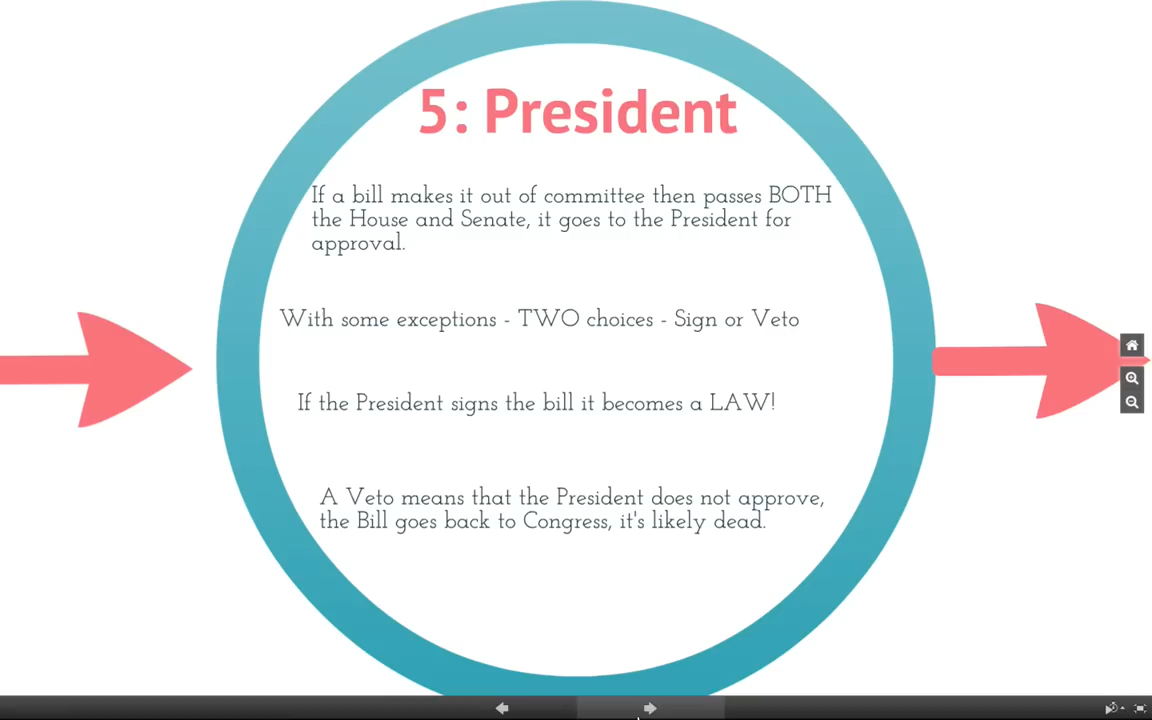 5: President
If a bill makes it out of committee then passes BOTH
the House and Senate, it goes to the President for
approval.
With some exceptions - TWO choices - Sign or Veto
If the President signs the bill it becomes a LAW!
A Veto means that the President does not approve,
the Bill goes back to Congress, it's likely dead.